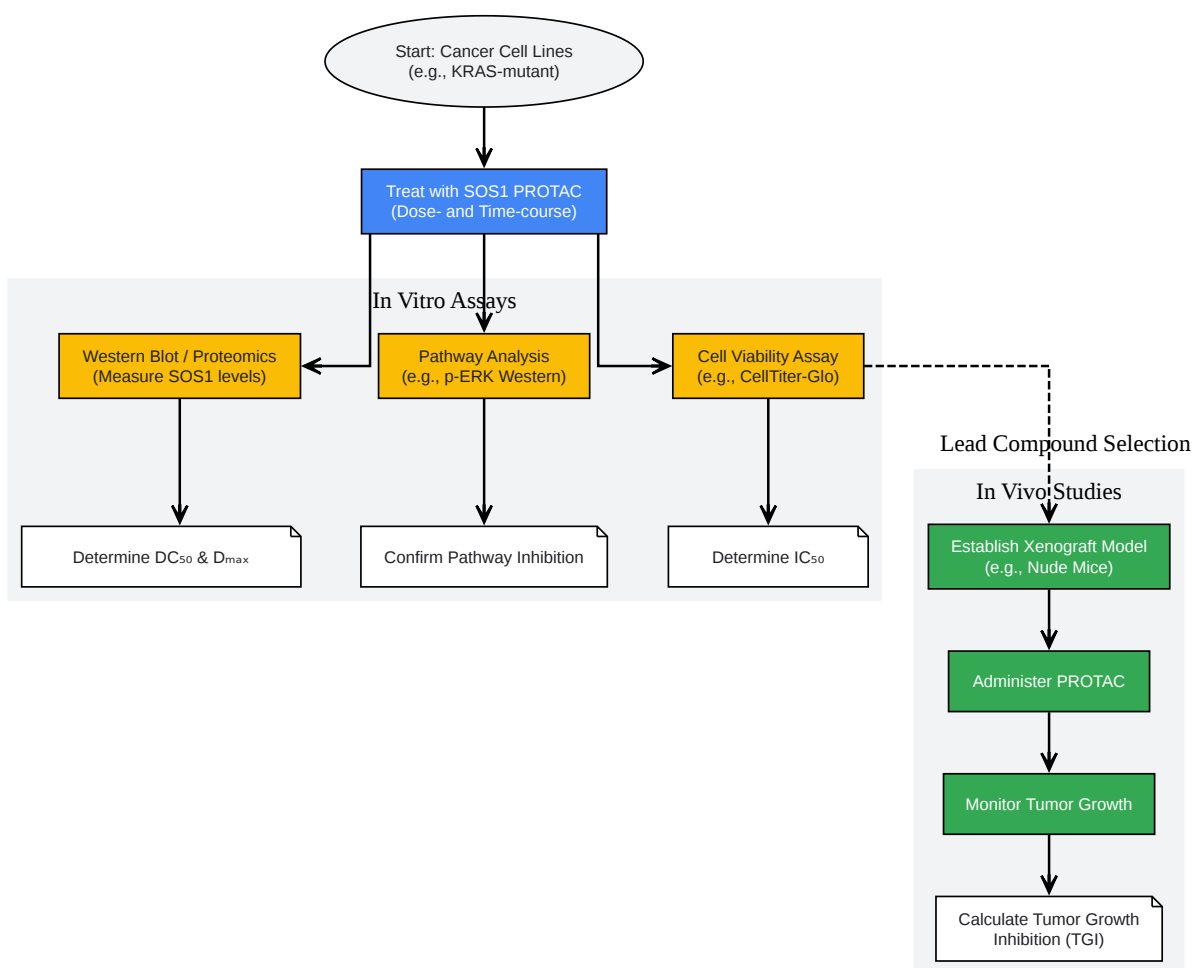 Start: Cancer Cell Lines
(e.g., KRAS-mutant)
Treat with SOS1 PROTAC
(Dose- and Time-course)
In Vitro Assays
Western Blot / Proteomics
(Measure SOS1 levels)
Pathway Analysis
(e.g., p-ERK Western)
Cell Viability Assay
(e.g., CellTiter-Glo)
Determine DC₅₀ & Dₘₐₓ
Confirm Pathway Inhibition
Determine IC₅₀
Lead Compound Selection
In Vivo Studies
Establish Xenograft Model
(e.g., Nude Mice)
Administer PROTAC
Monitor Tumor Growth
Calculate Tumor Growth
Inhibition (TGI)